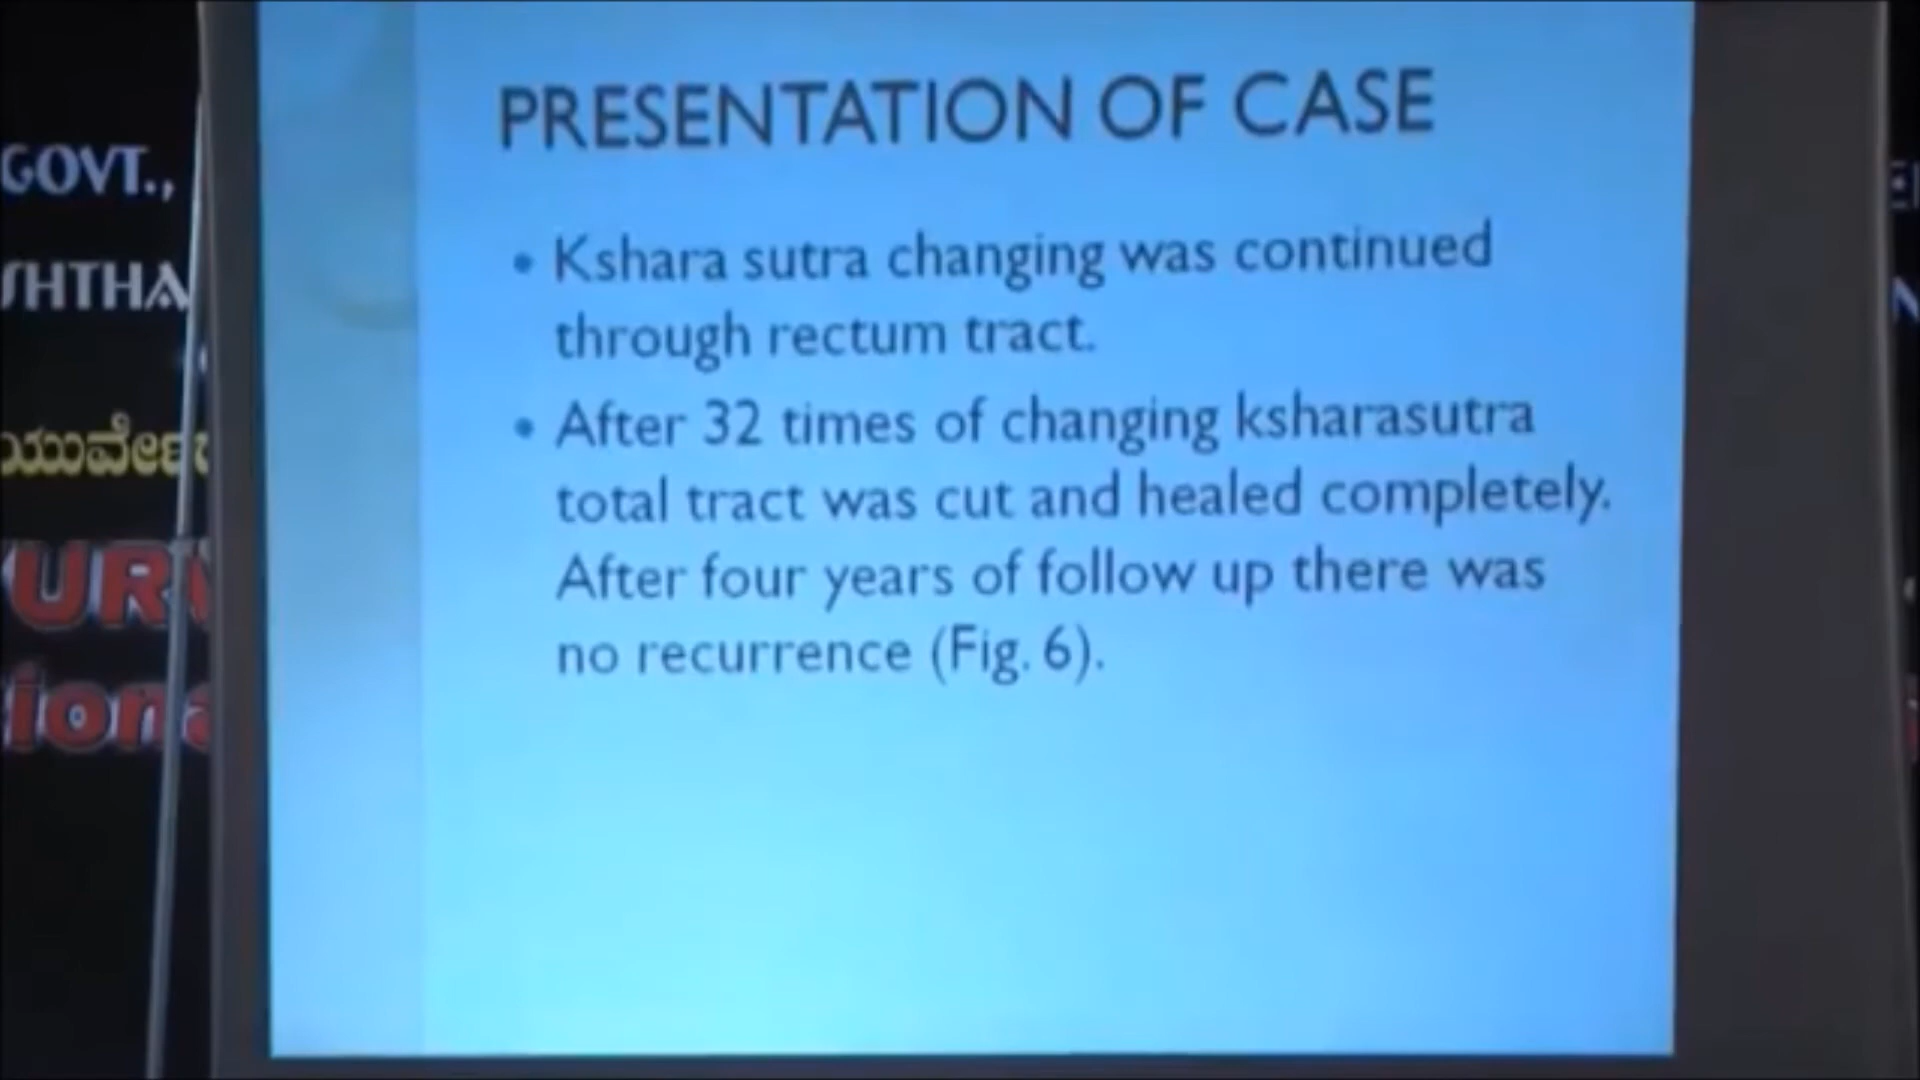 PRESENTATION OF CASE
• Kshara sutra changing was continued
through rectum tract.
• After 32 times of changing ksharasutra
total tract was cut and healed completely.
After four years of follow up there was
no recurrence (Fig. 6).
GOVT.,